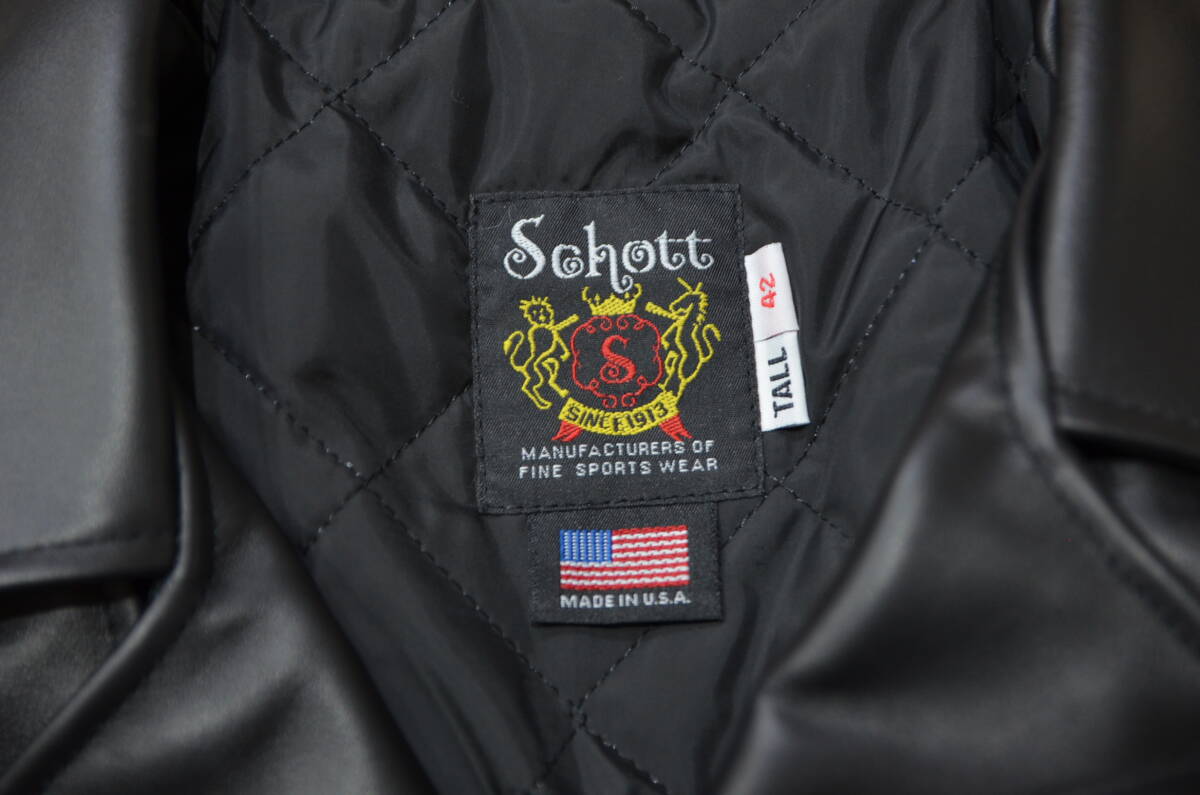 Schott
S
SINCE 1913
MANUFACTURERS OF
FINE SPORTS WEAR
42
TALL
MADE IN U.S.A.